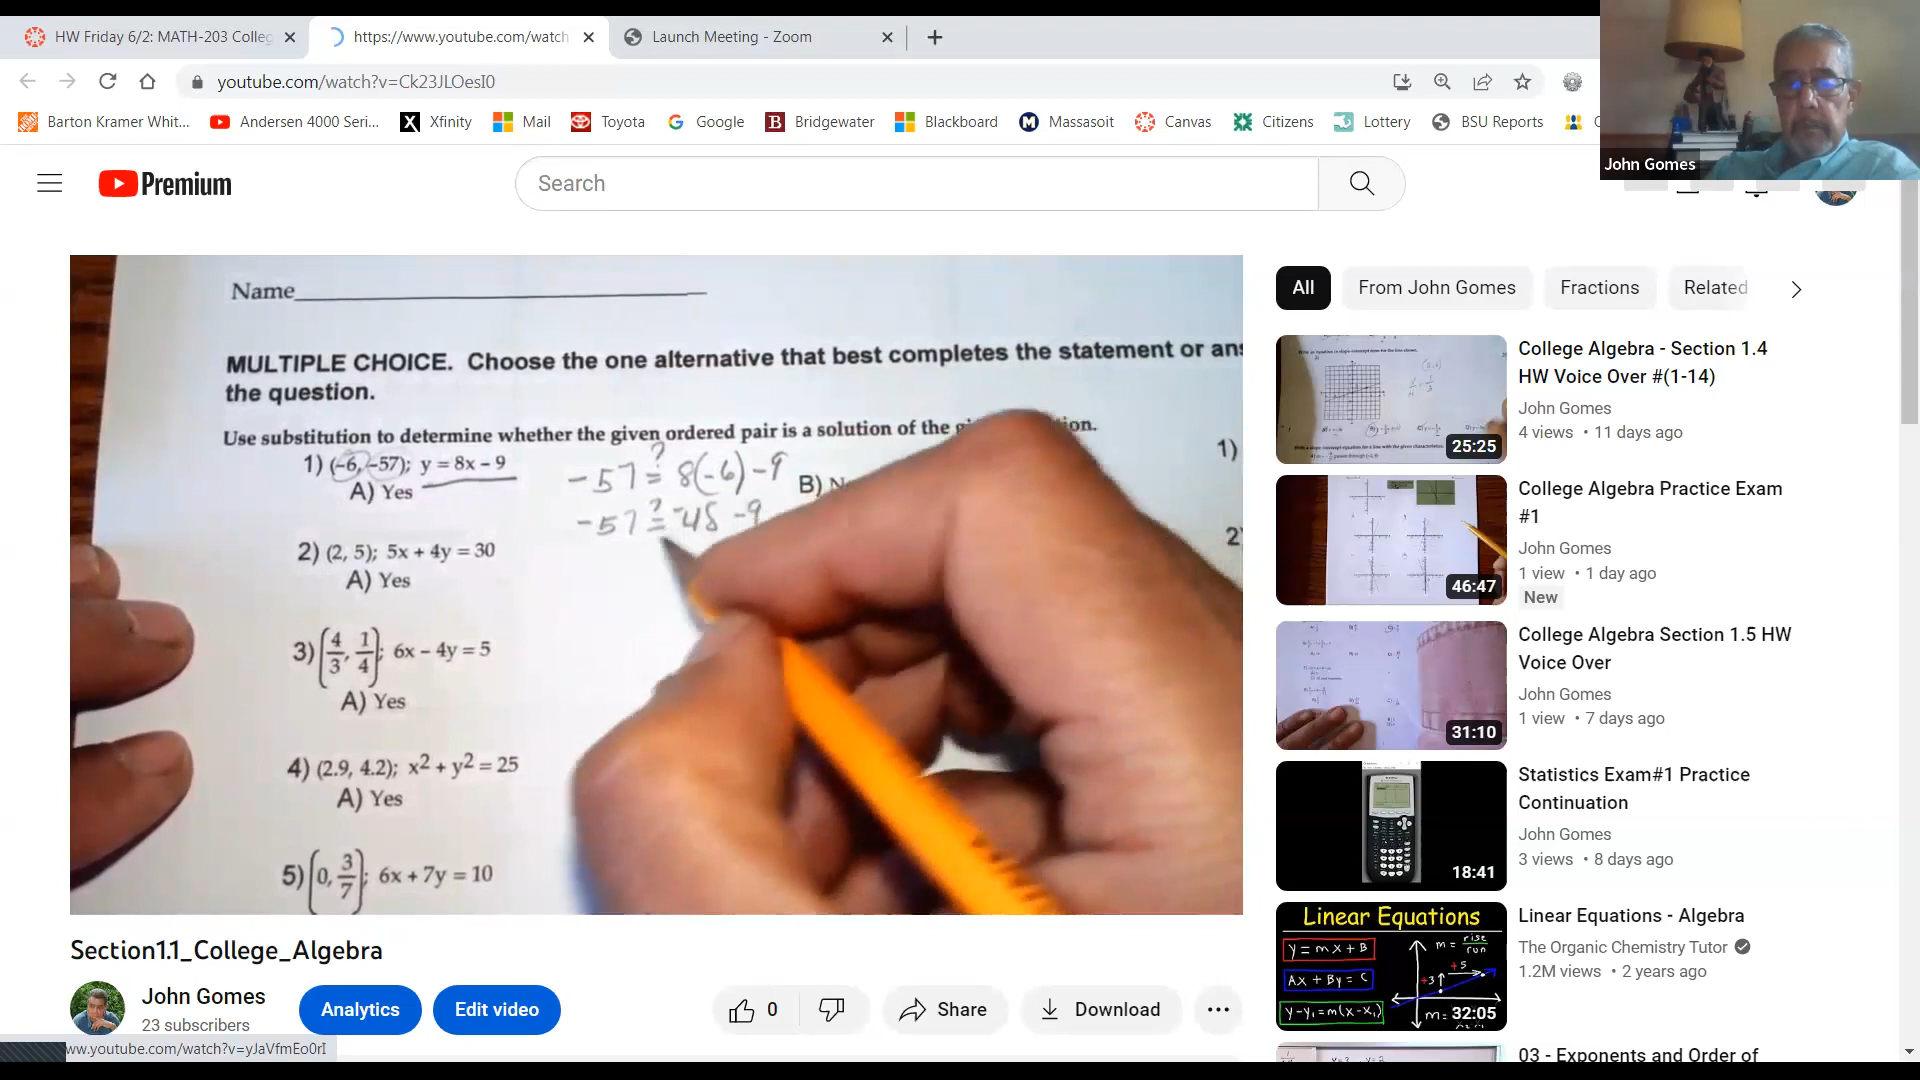 HW Friday 6/2: MATH-203 Colleg
https://www.youtube.com/watch
Launch Meeting - Zoom
youtube.com/watch?v=Ck23JLOesI0
Barton Kramer Whit...
Andersen 4000 Seri...
Xfinity
Mail
Toyota
Google
Bridgewater
Blackboard
Massasoit
Canvas
Citizens
Lottery
BSU Reports
John Gomes
Premium
Search
Name
MULTIPLE CHOICE. Choose the one alternative that best completes the statement or ans
the question.
Use substitution to determine whether the given ordered pair is a solution of the
1) (-6, -57); y = 8x - 9
-57 ?= 8(-6) -9
A) Yes
B) N
1)
-57 ?= -48 -9
2) (2, 5); 5x + 4y = 30
A) Yes
2)
3) (4/3, 1/4); 6x - 4y = 5
A) Yes
4) (2.9, 4.2); x² + y² = 25
A) Yes
5) (0, 3/7); 6x + 7y = 10
Section1.1_College_Algebra
John Gomes
23 subscribers
Analytics
Edit video
0
Share
Download
ww.youtube.com/watch?v=yJaVfmEo0rI
All
From John Gomes
Fractions
Related
College Algebra - Section 1.4
HW Voice Over #(1-14)
John Gomes
4 views • 11 days ago
25:25
College Algebra Practice Exam
#1
John Gomes
1 view • 1 day ago
New
46:47
College Algebra Section 1.5 HW
Voice Over
John Gomes
1 view • 7 days ago
31:10
Statistics Exam#1 Practice
Continuation
John Gomes
3 views • 8 days ago
18:41
Linear Equations
y = mx + B
m = rise/run
Ax + By = C
+3
+5
y-y₁=m(x-x₁)
m=
32:05
Linear Equations - Algebra
The Organic Chemistry Tutor
1.2M views • 2 years ago
03 - Exponents and Order of